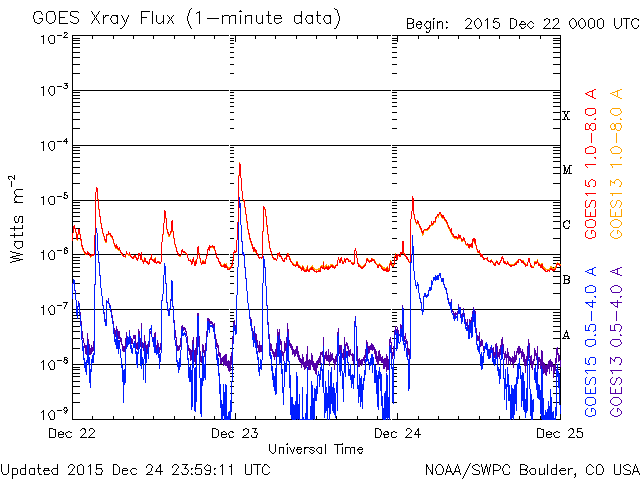 GOES Xray Flux (1-minute data)
Begin: 2015 Dec 22 0000 UTC
10-2
10-3
10-4
10-5
10-6
10-7
10-8
10-9
Watts m-2
X
M
C
B
A
GOES15 1.0-8.0 A
GOES13 1.0-8.0 A
GOES15 0.5-4.0 A
GOES13 0.5-4.0 A
Dec 22
Dec 23
Dec 24
Dec 25
Universal Time
Updated 2015 Dec 24 23:59:11 UTC
NOAA/SWPC Boulder, CO USA